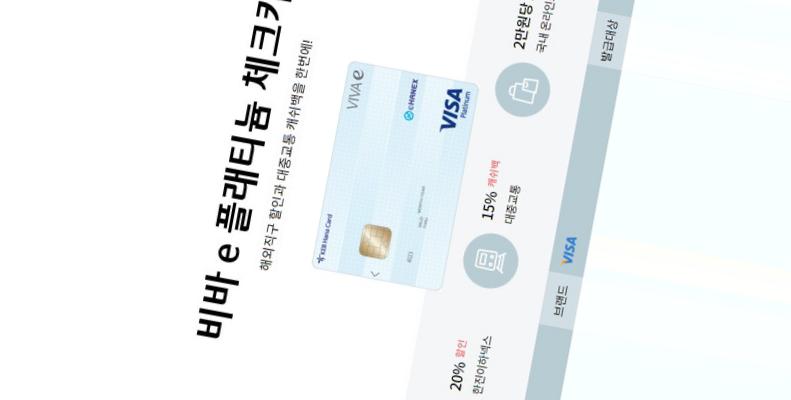 비바 e 플래티늄 체크카
해외직구 할인과 대중교통 캐쉬백을 한번에!
KEB Hana Card
VIVA e
eHANEX
VISA
Platinum
20% 할인
한진이하넥스
15% 캐쉬백
대중교통
2만원당
국내 온라인
브랜드
VISA
발급대상